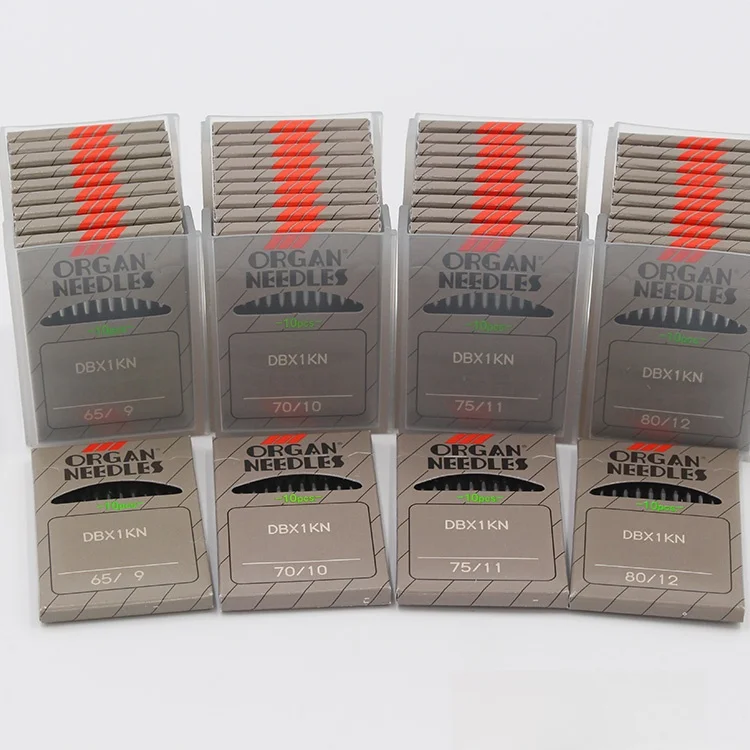 ORGAN
NEEDLES
-10pcs-
DBX1KN
65/ 9
ORGAN
NEEDLES
-10pcs-
DBX1KN
70/10
ORGAN
NEEDLES
-10pcs-
DBX1KN
75/11
ORGAN
NEEDLES
-10pcs-
DBX1KN
80/12
ORGAN
NEEDLES
-10pcs-
DBX1KN
65/ 9
ORGAN
NEEDLES
-10pcs-
DBX1KN
70/10
ORGAN
NEEDLES
-10pcs-
DBX1KN
75/11
ORGAN
NEEDLES
-10pcs-
DBX1KN
80/12